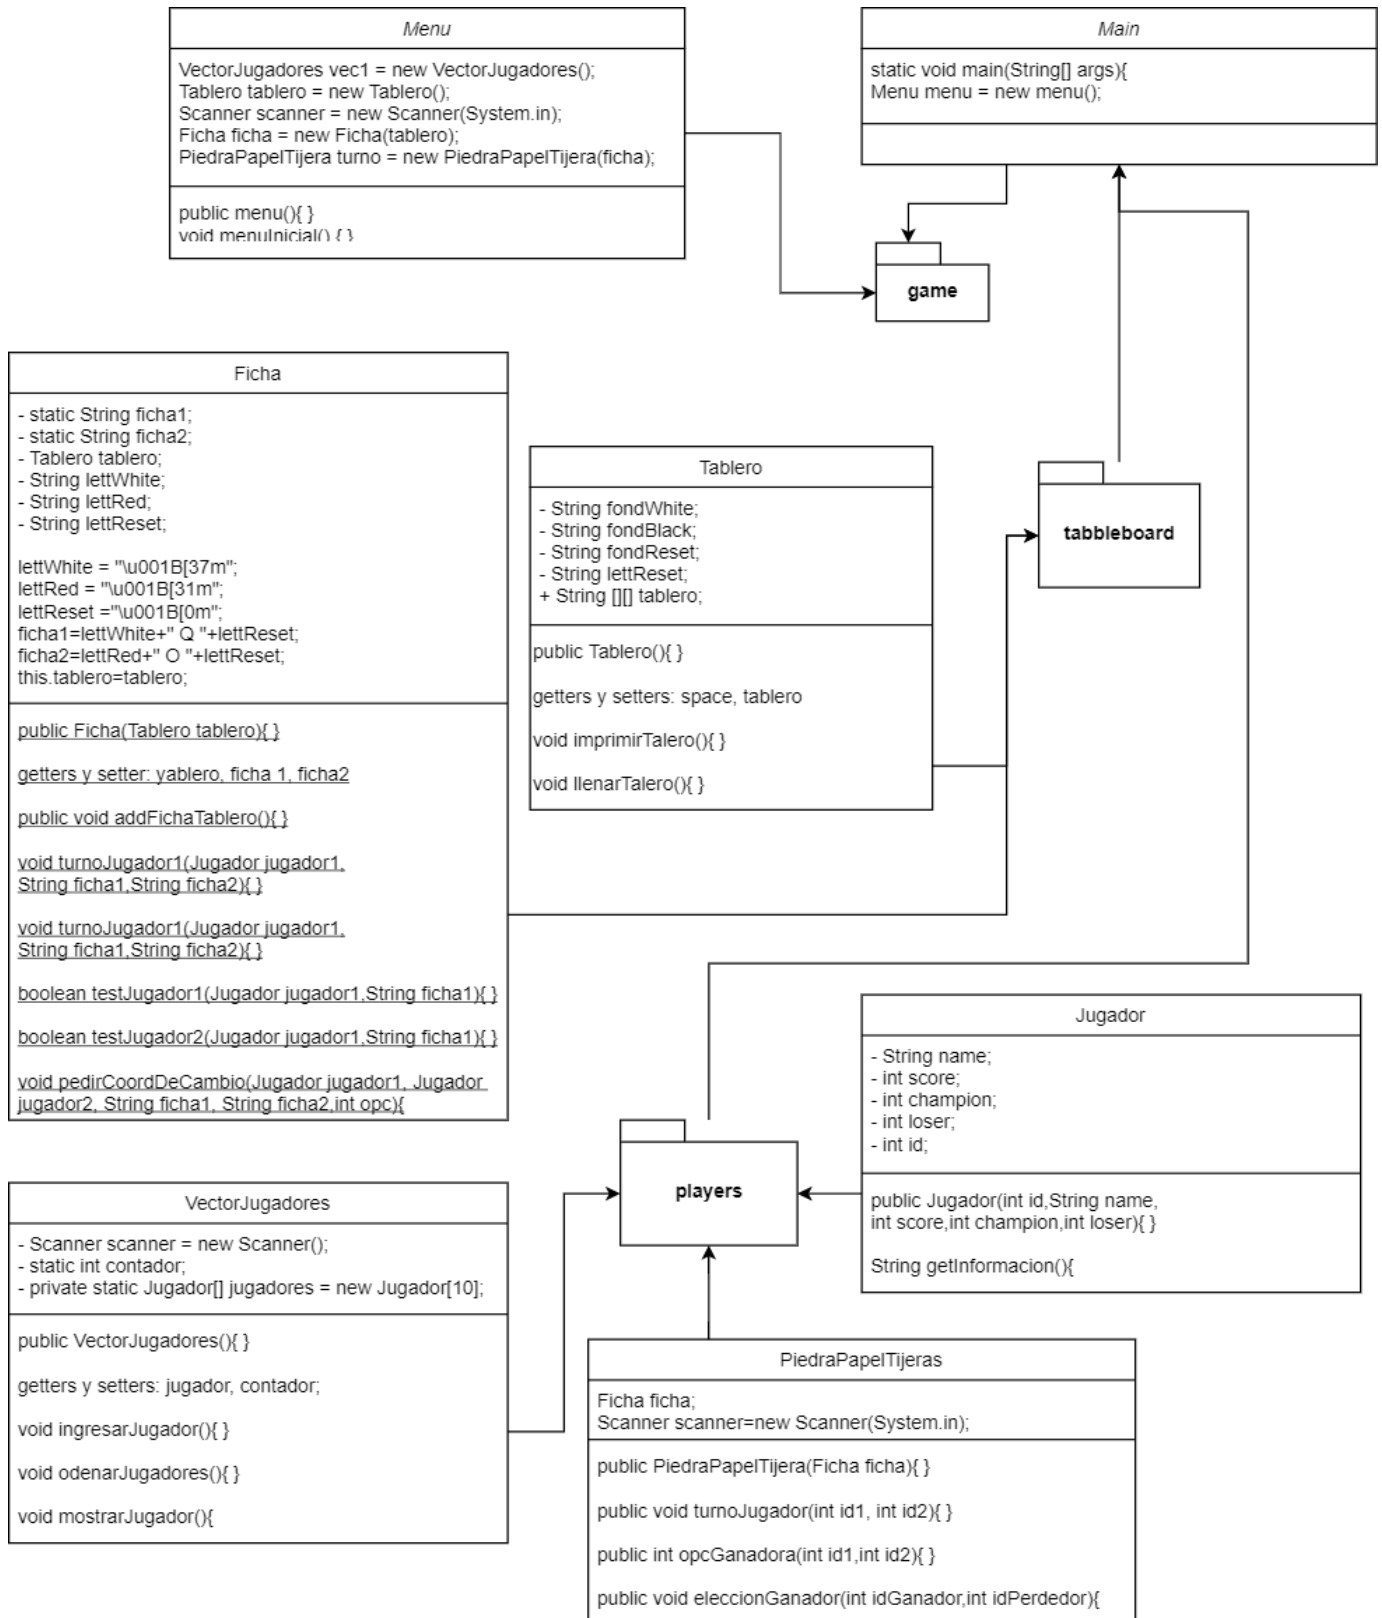 Menu
VectorJugadores vec1 = new VectorJugadores();
Tablero tablero = new Tablero();
Scanner scanner = new Scanner(System.in);
Ficha ficha = new Ficha(tablero);
PiedraPapelTijera turno = new PiedraPapelTijera(ficha);
public menu(){ }
void menuInicial() { }
Main
static void main(String[] args){
Menu menu = new menu();
game
Ficha
- static String ficha1;
- static String ficha2;
- Tablero tablero;
- String lettWhite;
- String lettRed;
- String lettReset;
lettWhite = "\u001B[37m";
lettRed = "\u001B[31m";
lettReset ="\u001B[0m";
ficha1=lettWhite+" Q "+lettReset;
ficha2=lettRed+" O "+lettReset;
this.tablero=tablero;
public Ficha(Tablero tablero){ }
getters y setter: yablero, ficha 1, ficha2
public void addFichaTablero(){ }
void turnoJugador1(Jugador jugador1,
String ficha1,String ficha2){ }
void turnoJugador1(Jugador jugador1,
String ficha1,String ficha2){ }
boolean testJugador1(Jugador jugador1,String ficha1){ }
boolean testJugador2(Jugador jugador1,String ficha1){ }
void pedirCoordDeCambio(Jugador jugador1, Jugador
jugador2, String ficha1, String ficha2,int opc){
Tablero
- String fondWhite;
- String fondBlack;
- String fondReset;
- String lettReset;
+ String [][] tablero;
public Tablero(){ }
getters y setters: space, tablero
void imprimirTalero(){ }
void llenarTalero(){ }
tabbleboard
Jugador
- String name;
- int score;
- int champion;
- int loser;
- int id;
public Jugador(int id,String name,
int score,int champion,int loser){ }
String getInformacion(){
players
VectorJugadores
- Scanner scanner = new Scanner();
- static int contador;
- private static Jugador[] jugadores = new Jugador[10];
public VectorJugadores(){ }
getters y setters: jugador, contador;
void ingresarJugador(){ }
void odenarJugadores(){ }
void mostrarJugador(){
PiedraPapelTijeras
Ficha ficha;
Scanner scanner=new Scanner(System.in);
public PiedraPapelTijera(Ficha ficha){ }
public void turnoJugador(int id1, int id2){ }
public int opcGanadora(int id1,int id2){ }
public void eleccionGanador(int idGanador,int idPerdedor){